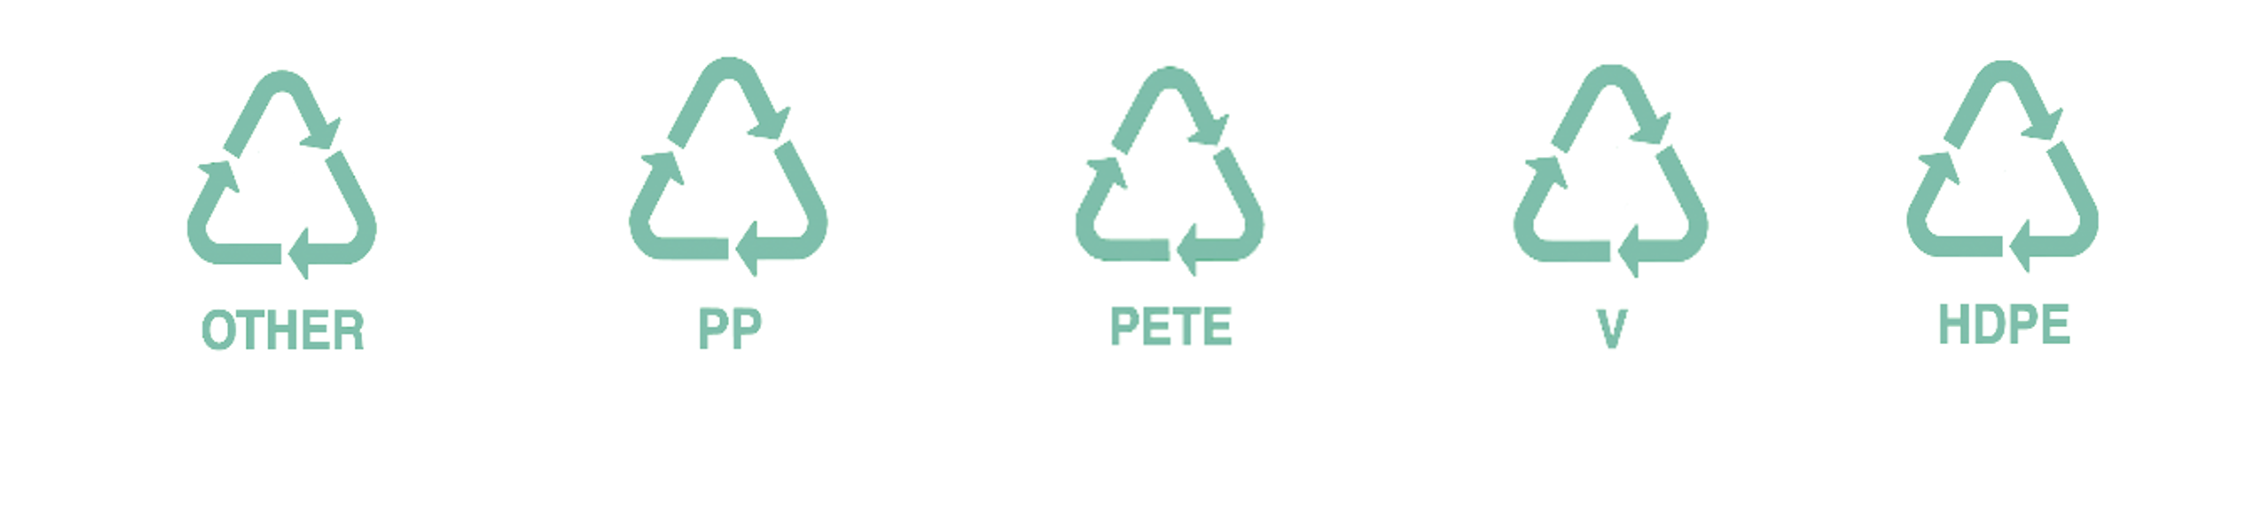 OTHER PP PETE V HDPE